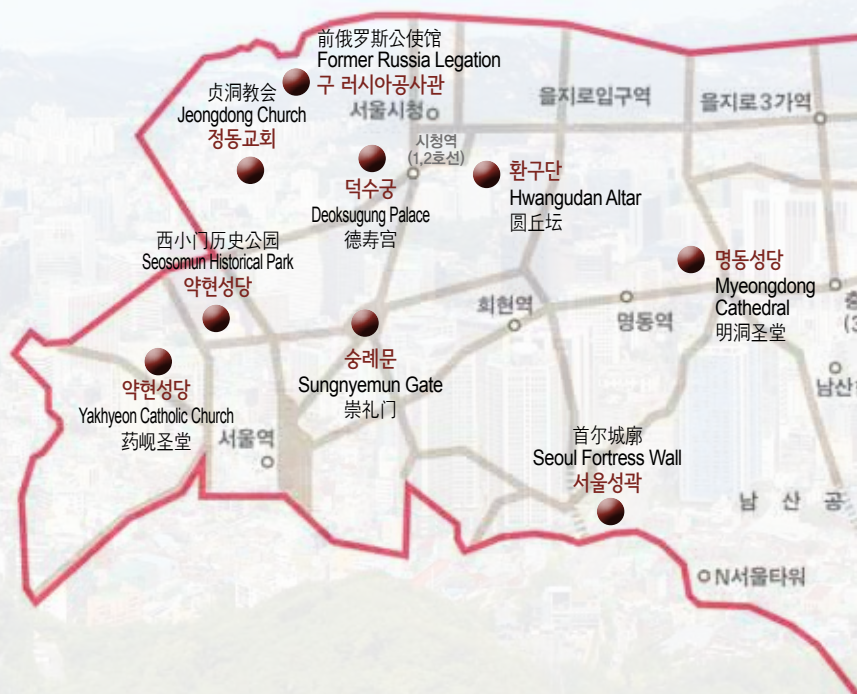 前俄罗斯公使馆
Former Russia Legation
구 러시아공사관
贞洞教会
Jeongdong Church
정동교회
서울시청
을지로입구역
을지로3가역
시청역
(1,2호선)
덕수궁
Deoksugung Palace
德寿宫
환구단
Hwangudan Altar
圆丘坛
西小门历史公园
Seosomun Historical Park
약현성당
명동성당
Myeongdong
Cathedral
明洞圣堂
숭례문
Sungnyemun Gate
崇礼门
회현역
명동역
(3
약현성당
Yakhyeon Catholic Church
药岘圣堂
남산
서울역
首尔城廓
Seoul Fortress Wall
서울성곽
남 산 공
N서울타워